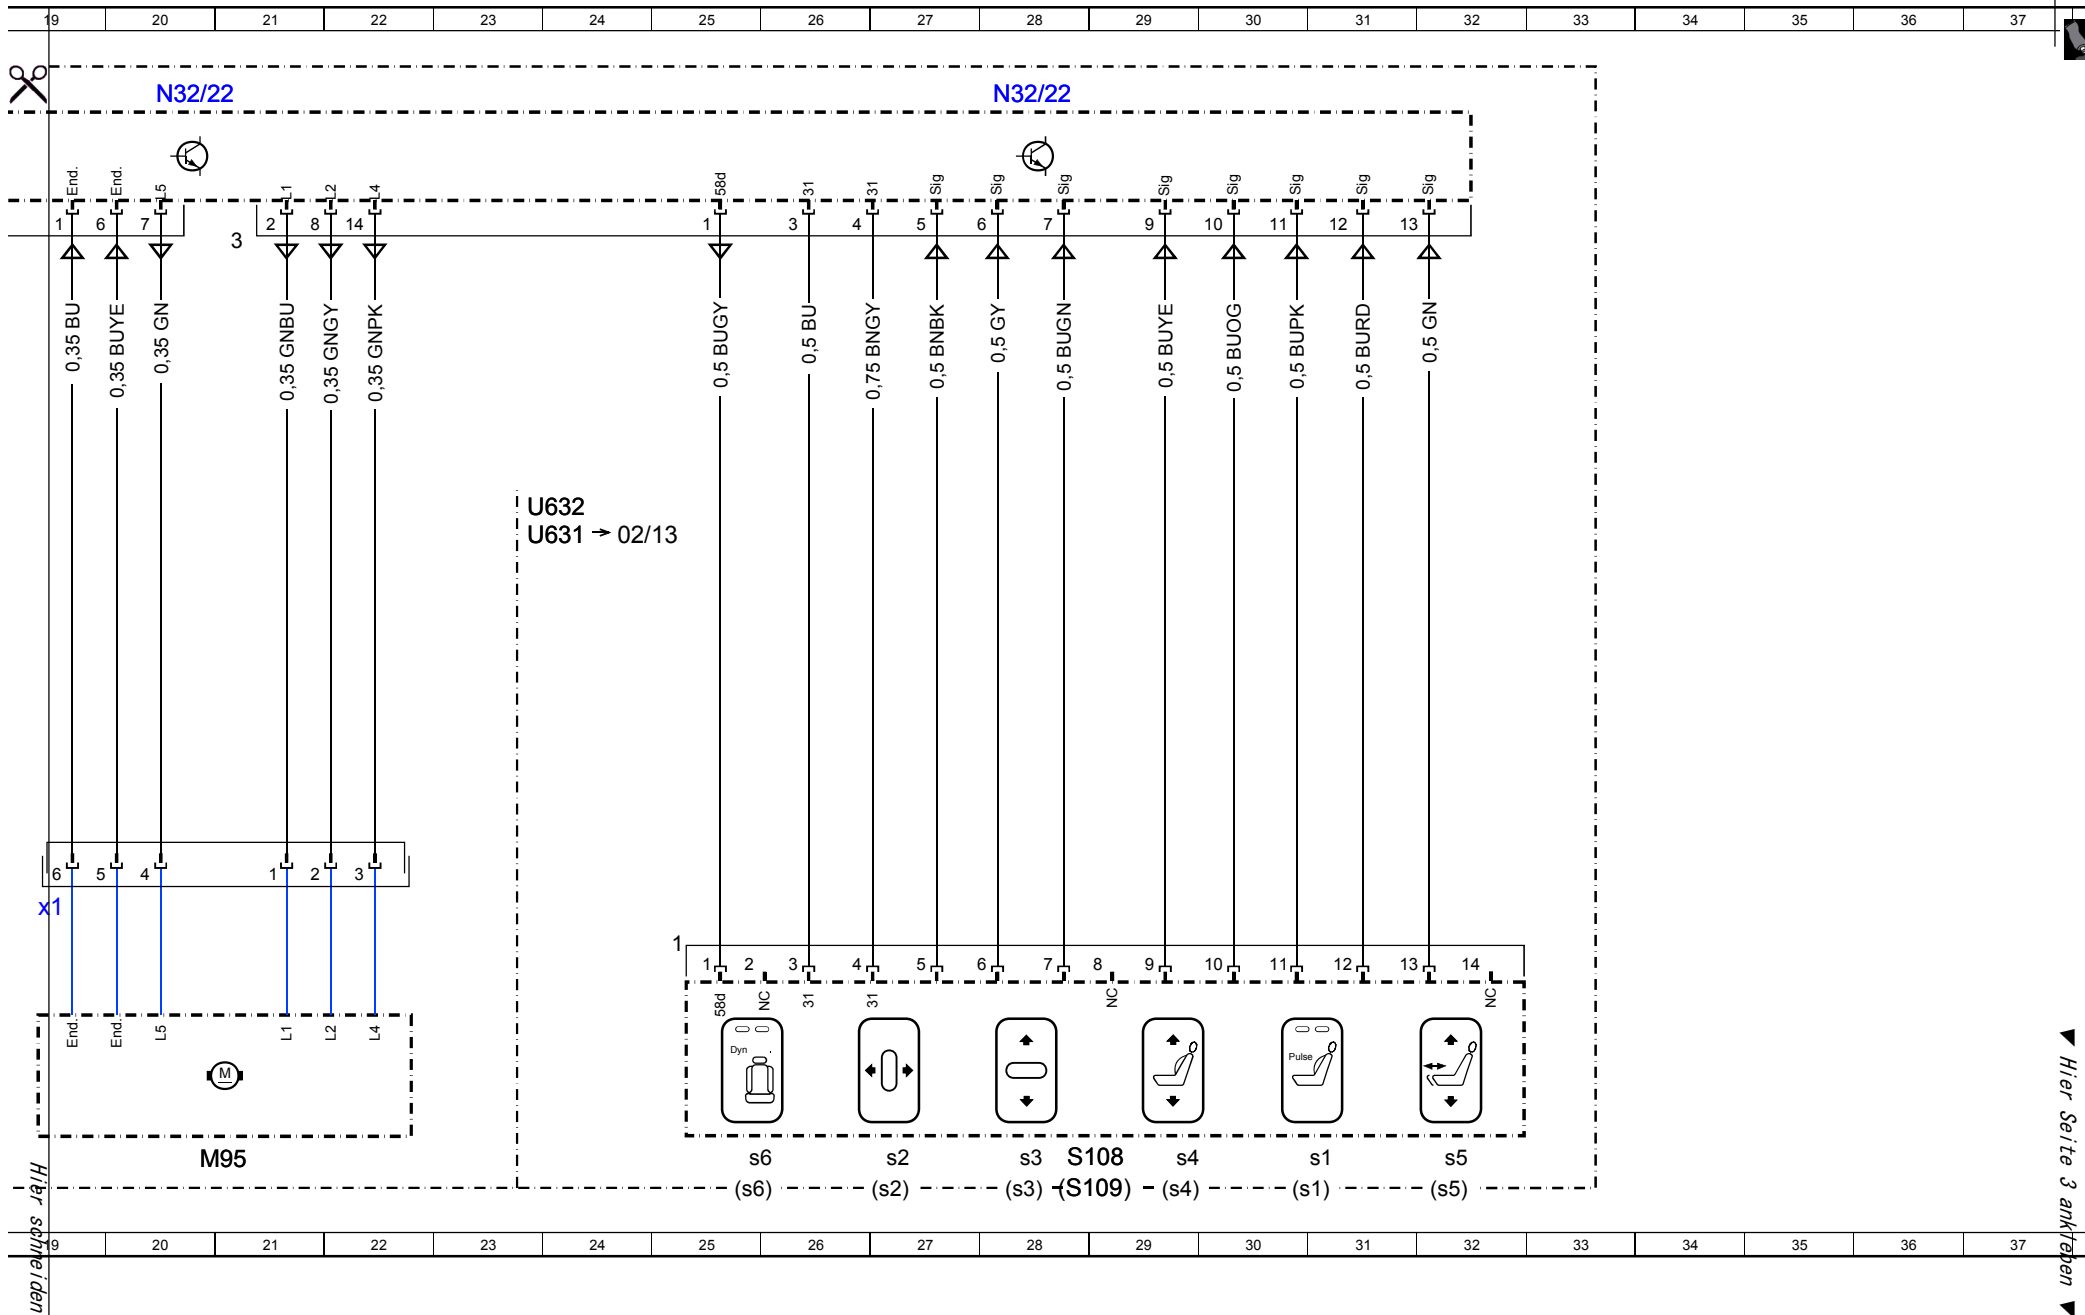 19 20 21 22 23 24 25 26 27 28 29 30 31 32 33 34 35 36 37
N32/22 N32/22
End. End. L5 L1 L2 L4 58d 31 31 Sig Sig Sig Sig Sig Sig Sig Sig
1 6 7 2 8 14 1 3 4 5 6 7 9 10 11 12 13
3
0,35 BU
0,35 BUYE
0,35 GN
0,35 GNBU
0,35 GNGY
0,35 GNPK
0,5 BUGY
0,5 BU
0,75 BNGY
0,5 BNBK
0,5 GY
0,5 BUGN
0,5 BUYE
0,5 BUOG
0,5 BUPK
0,5 BURD
0,5 GN
U632
U631 → 02/13
6 5 4 1 2 3
x1
1
1 2 3 4 5 6 7 8 9 10 11 12 13 14
58d NC 31 31 NC NC
End. End. L5 L1 L2 L4
M
Dyn
Pulse
M95
s6 s2 s3 S108 s4 s1 s5
(s6) (s2) (s3) (S109) (s4) (s1) (s5)
19 20 21 22 23 24 25 26 27 28 29 30 31 32 33 34 35 36 37
Hier schneiden
▼ Hier Seite 3 ankleben ▼